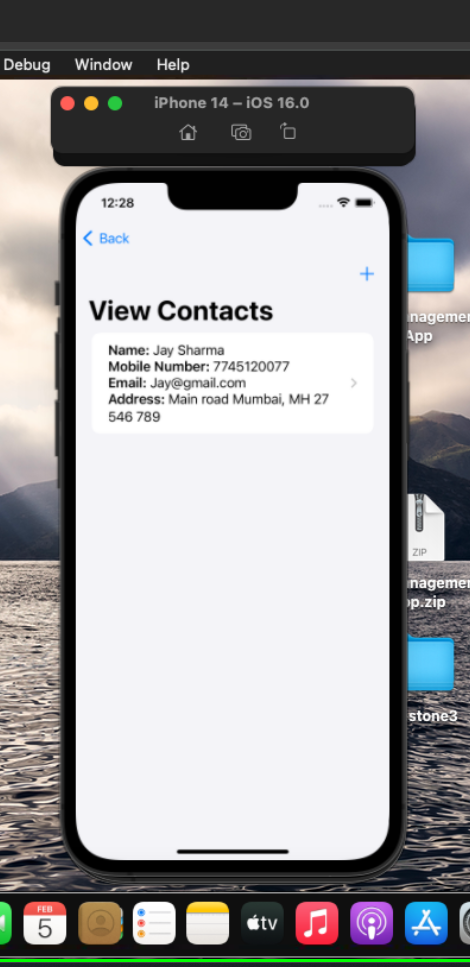 Debug Window Help
iPhone 14 – iOS 16.0
12:28
Back
+
View Contacts
Name: Jay Sharma
Mobile Number: 7745120077
Email: Jay@gmail.com
Address: Main road Mumbai, MH 27
546 789
App
ZIP
.zip
stone3
FEB
5
tv